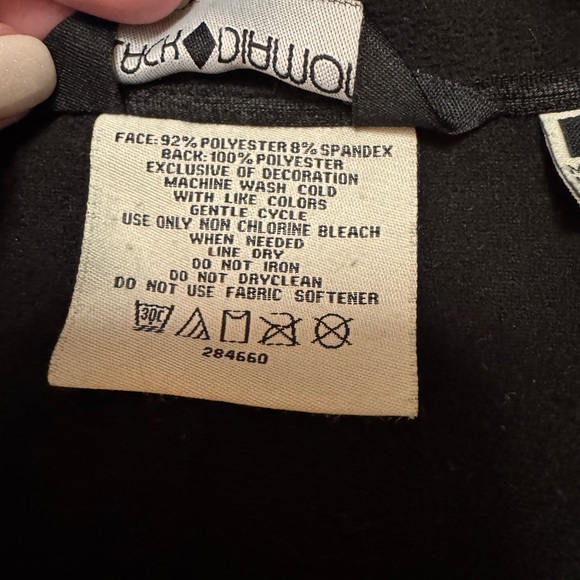 DIAMOND
FACE: 92% POLYESTER 8% SPANDEX
BACK: 100% POLYESTER
EXCLUSIVE OF DECORATION
MACHINE WASH COLD
WITH LIKE COLORS
GENTLE CYCLE
USE ONLY NON CHLORINE BLEACH
WHEN NEEDED
LINE DRY
DO NOT IRON
DO NOT DRYCLEAN
DO NOT USE FABRIC SOFTENER
30C
284660